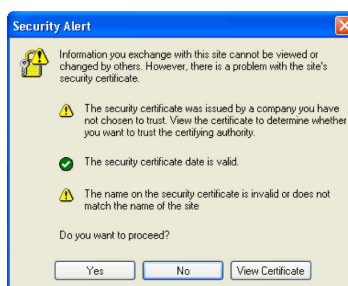 Security Alert
Information you exchange with this site cannot be viewed or
changed by others. However, there is a problem with the site's
security certificate.
The security certificate was issued by a company you have
not chosen to trust. View the certificate to determine whether
you want to trust the certifying authority.
The security certificate date is valid.
The name on the security certificate is invalid or does not
match the name of the site
Do you want to proceed?
Yes
No
View Certificate